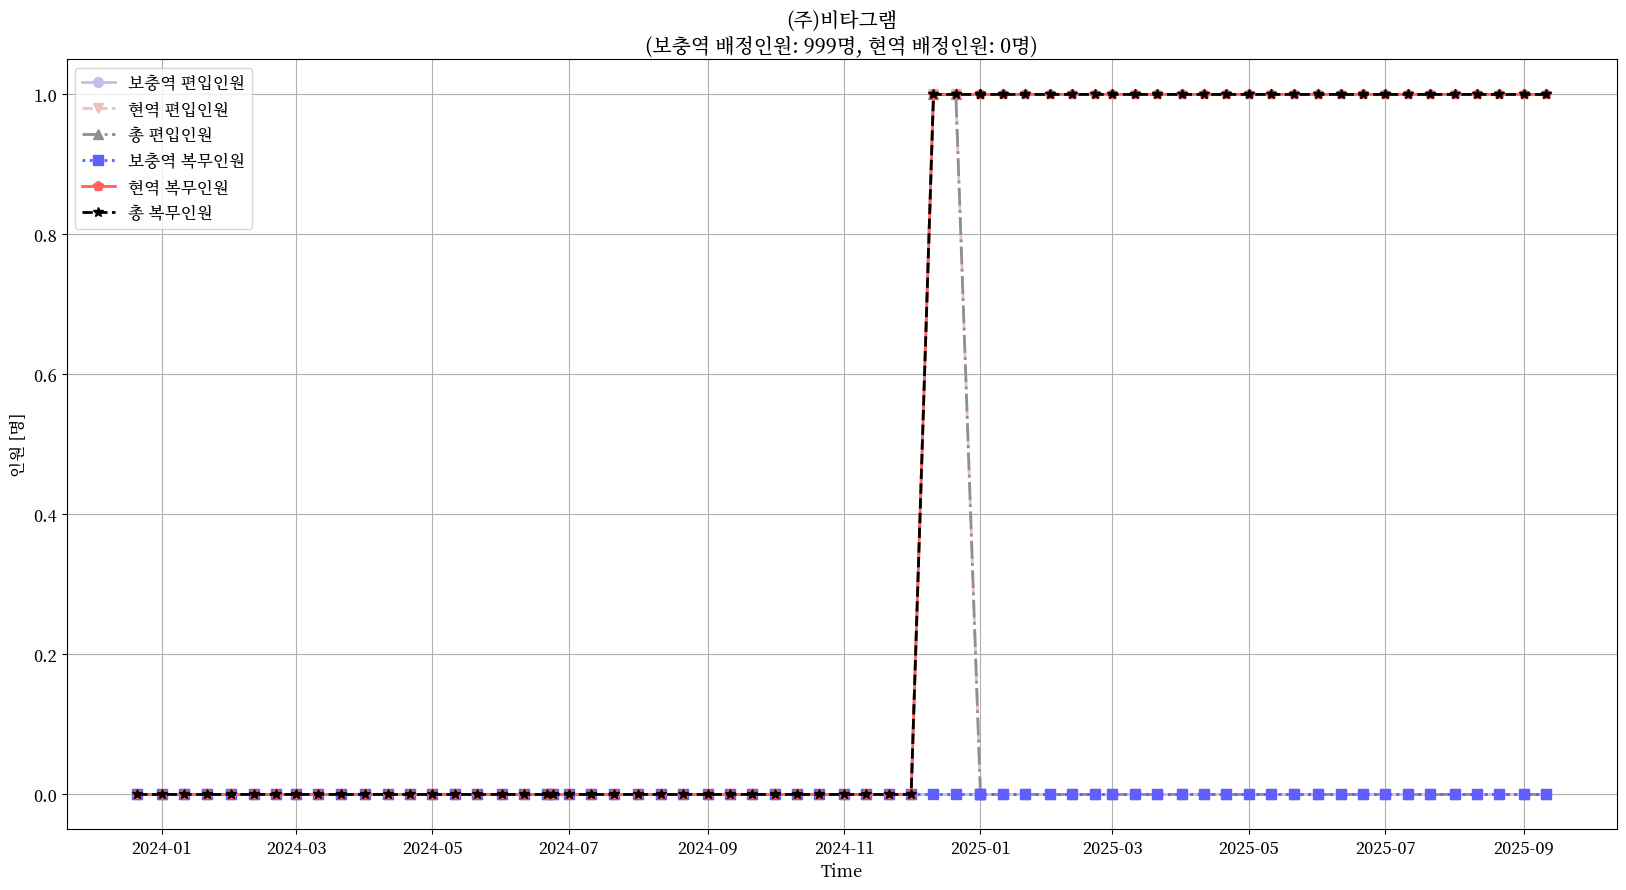 (주)비타그램
(보충역 배정인원: 999명, 현역 배정인원: 0명)
보충역 편입인원
현역 편입인원
총 편입인원
보충역 복무인원
현역 복무인원
총 복무인원
1.0
0.8
0.6
0.4
0.2
0.0
인원 [명]
2024-01
2024-03
2024-05
2024-07
2024-09
2024-11
2025-01
2025-03
2025-05
2025-07
2025-09
Time